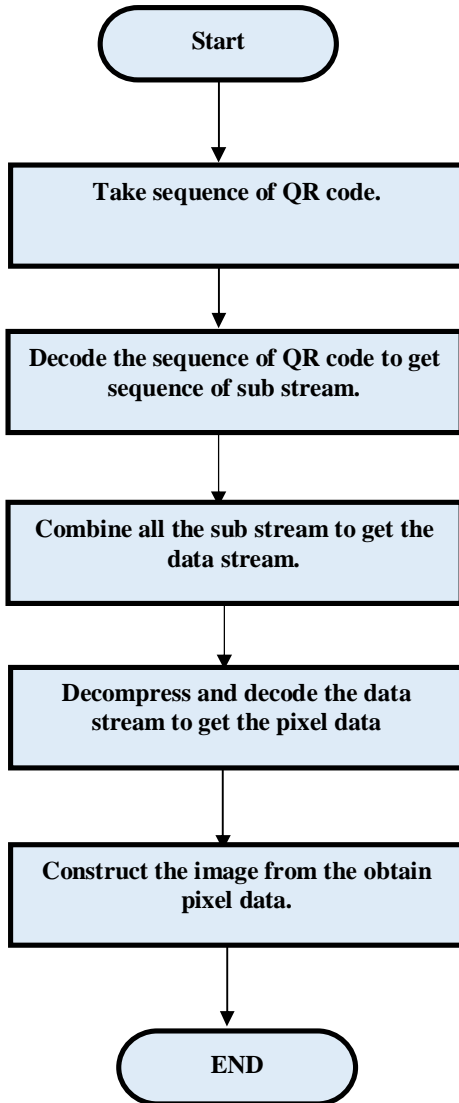 Start
Take sequence of QR code.
Decode the sequence of QR code to get
sequence of sub stream.
Combine all the sub stream to get the
data stream.
Decompress and decode the data
stream to get the pixel data
Construct the image from the obtain
pixel data.
END